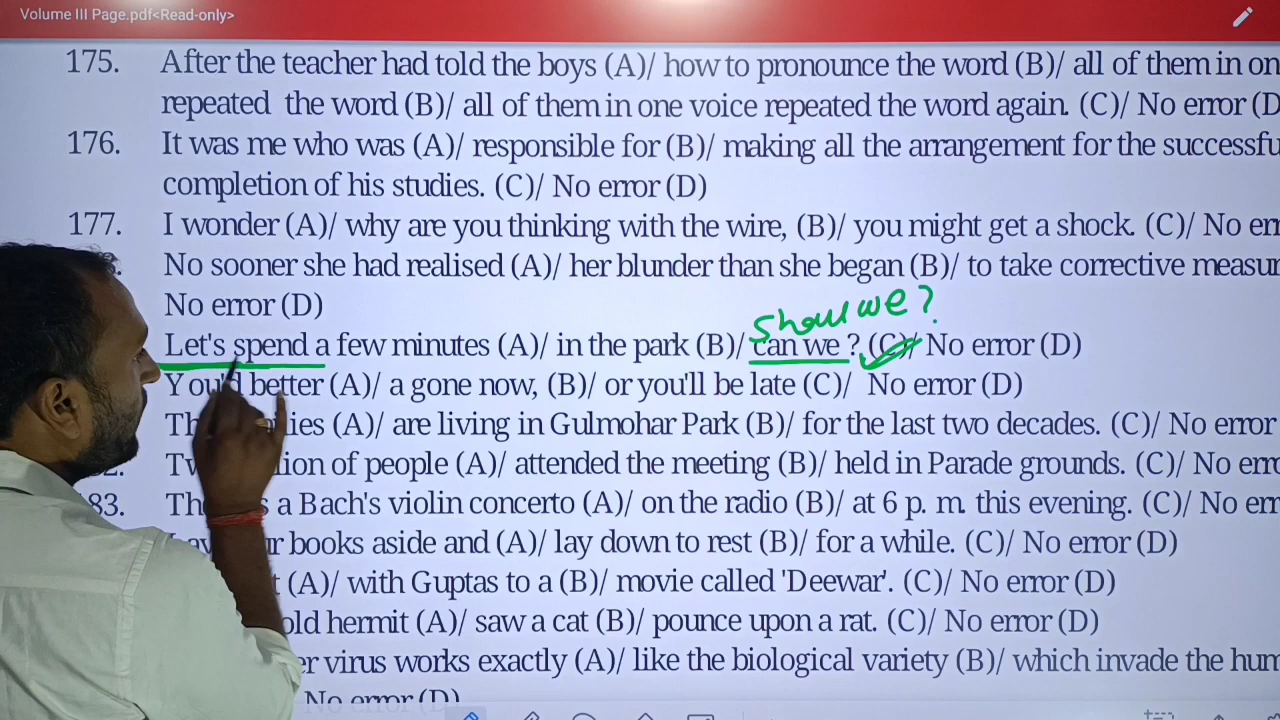 Volume III Page.pdf<Read-only>
175. After the teacher had told the boys (A)/ how to pronounce the word (B)/ all of them in on
repeated the word (B)/ all of them in one voice repeated the word again. (C)/ No error (D
176. It was me who was (A)/ responsible for (B)/ making all the arrangement for the successfu
completion of his studies. (C)/ No error (D)
177. I wonder (A)/ why are you thinking with the wire, (B)/ you might get a shock. (C)/ No err
No sooner she had realised (A)/ her blunder than she began (B)/ to take corrective measur
No error (D)
Shoul we ?
Let's spend a few minutes (A)/ in the park (B)/ can we ? (C)/ No error (D)
You'd better (A)/ a gone now, (B)/ or you'll be late (C)/ No error (D)
(A)/ are living in Gulmohar Park (B)/ for the last two decades. (C)/ No error
of people (A)/ attended the meeting (B)/ held in Parade grounds. (C)/ No erro
83. a Bach's violin concerto (A)/ on the radio (B)/ at 6 p. m. this evening. (C)/ No err
books aside and (A)/ lay down to rest (B)/ for a while. (C)/ No error (D)
(A)/ with Guptas to a (B)/ movie called 'Deewar'. (C)/ No error (D)
old hermit (A)/ saw a cat (B)/ pounce upon a rat. (C)/ No error (D)
virus works exactly (A)/ like the biological variety (B)/ which invade the hum
No error (D)